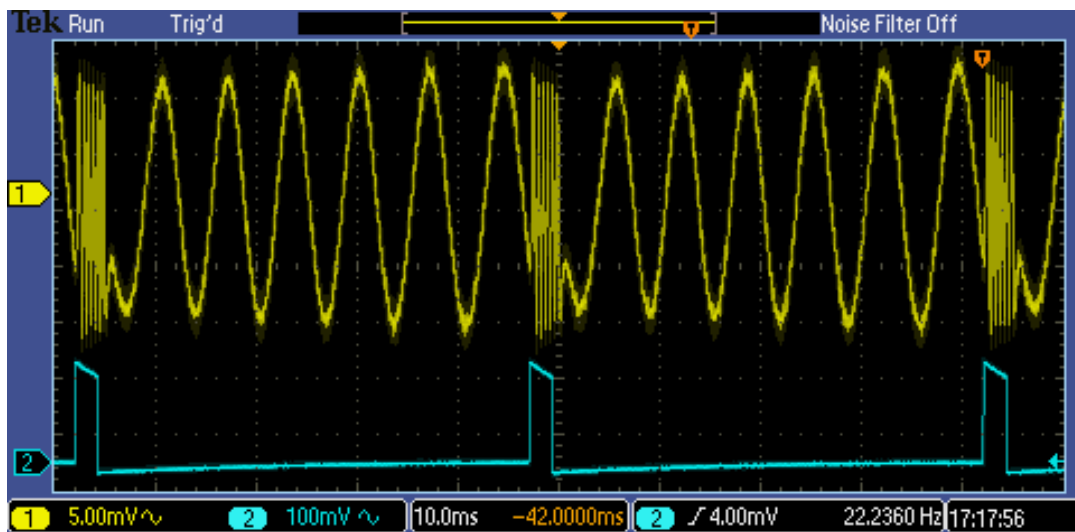 Tek Run Trig'd Noise Filter Off
T
T
1
2
1 5.00mV 2 100mV 10.0ms -42.0000ms 2 4.00mV 22.2360 Hz 17:17:56